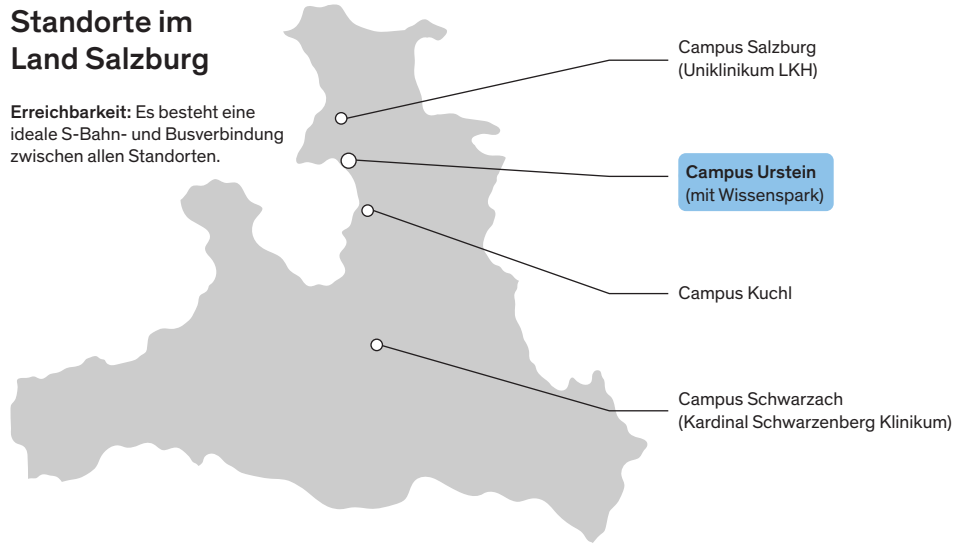 Standorte im
Land Salzburg
Erreichbarkeit: Es besteht eine
ideale S-Bahn- und Busverbindung
zwischen allen Standorten.
Campus Salzburg
(Uniklinikum LKH)
Campus Urstein
(mit Wissenspark)
Campus Kuchl
Campus Schwarzach
(Kardinal Schwarzenberg Klinikum)